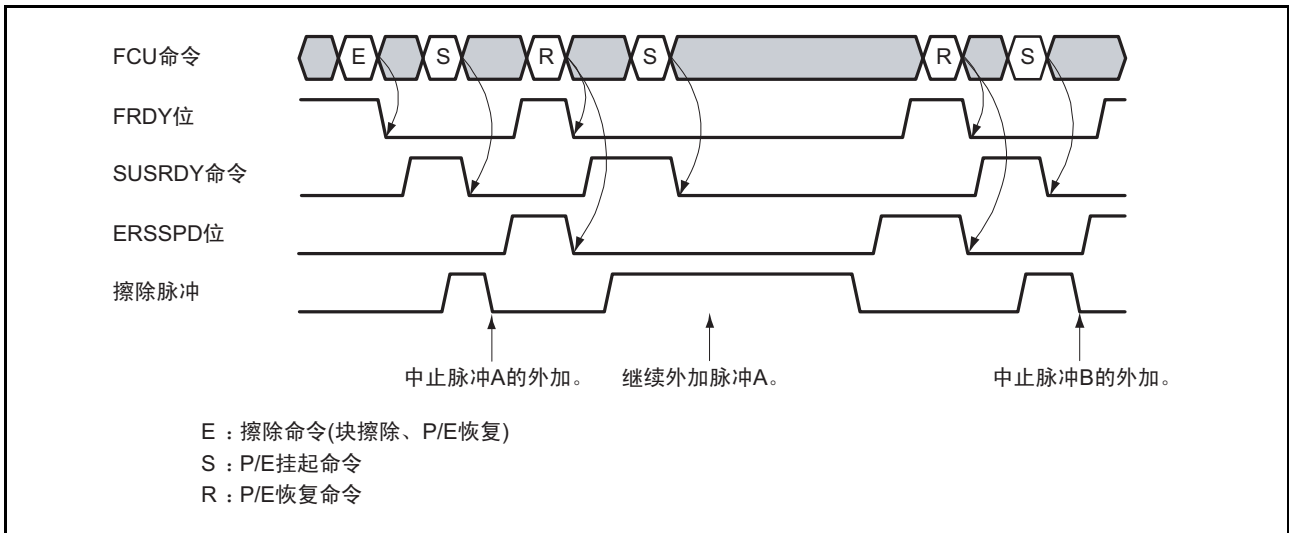 FCU命令
E S R S R S
FRDY位
SUSRDY命令
ERSSPD位
擦除脉冲
中止脉冲A的外加。 继续外加脉冲A。 中止脉冲B的外加。
E ：擦除命令(块擦除、P/E恢复)
S ：P/E挂起命令
R ：P/E恢复命令